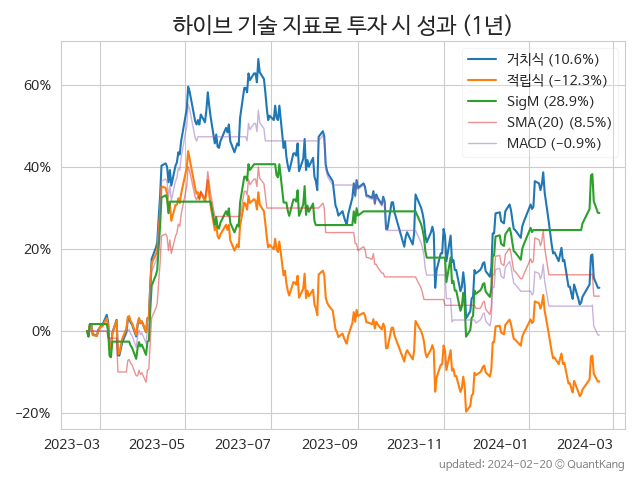 하이브 기술 지표로 투자 시 성과 (1년)
거치식 (10.6%)
적립식 (−12.3%)
SigM (28.9%)
SMA(20) (8.5%)
MACD (−0.9%)
60%
40%
20%
0%
−20%
2023-03 2023-05 2023-07 2023-09 2023-11 2024-01 2024-03
updated: 2024-02-20 © QuantKang